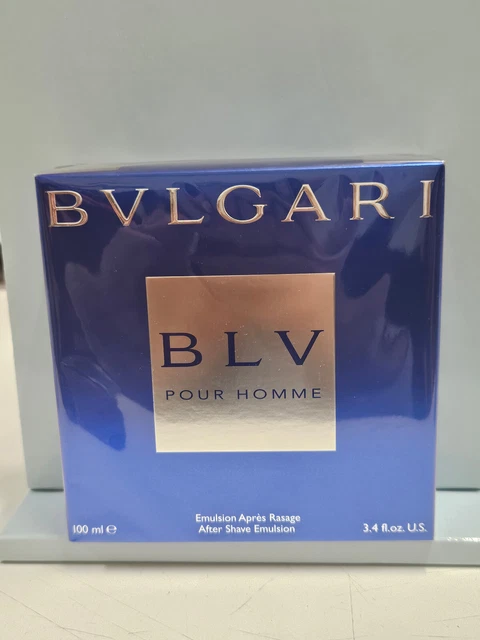 BVLGARI
BLV
POUR HOMME
Emulsion Après Rasage
After Shave Emulsion
100 ml ℮
3.4 fl.oz. U.S.